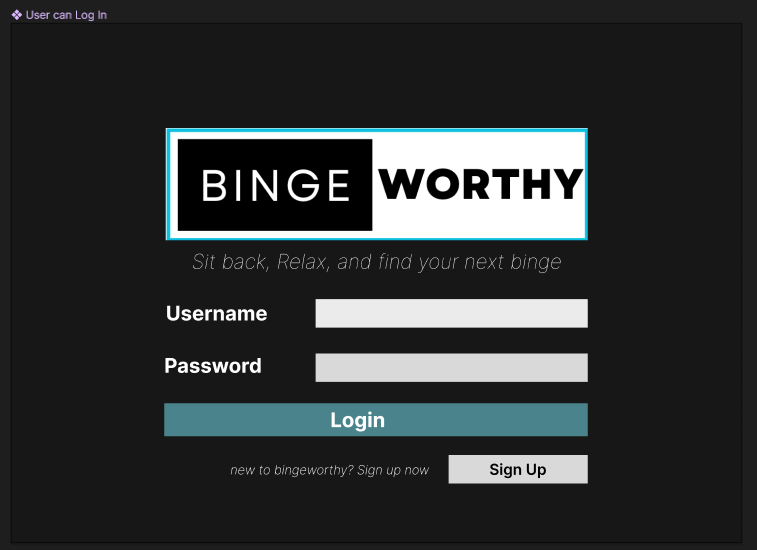 User can Log In
BINGE WORTHY
Sit back, Relax, and find your next binge
Username
Password
Login
new to bingeworthy? Sign up now
Sign Up